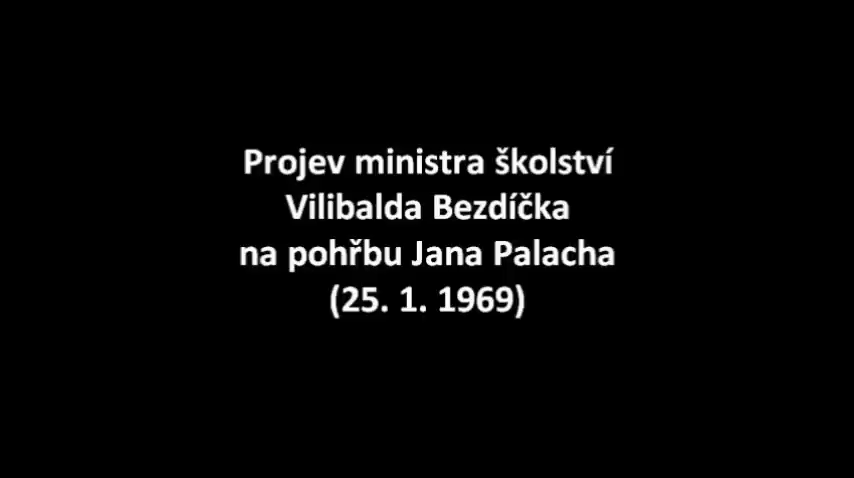 Projev ministra školství
Vilibalda Bezdíčka
na pohřbu Jana Palacha
(25. 1. 1969)